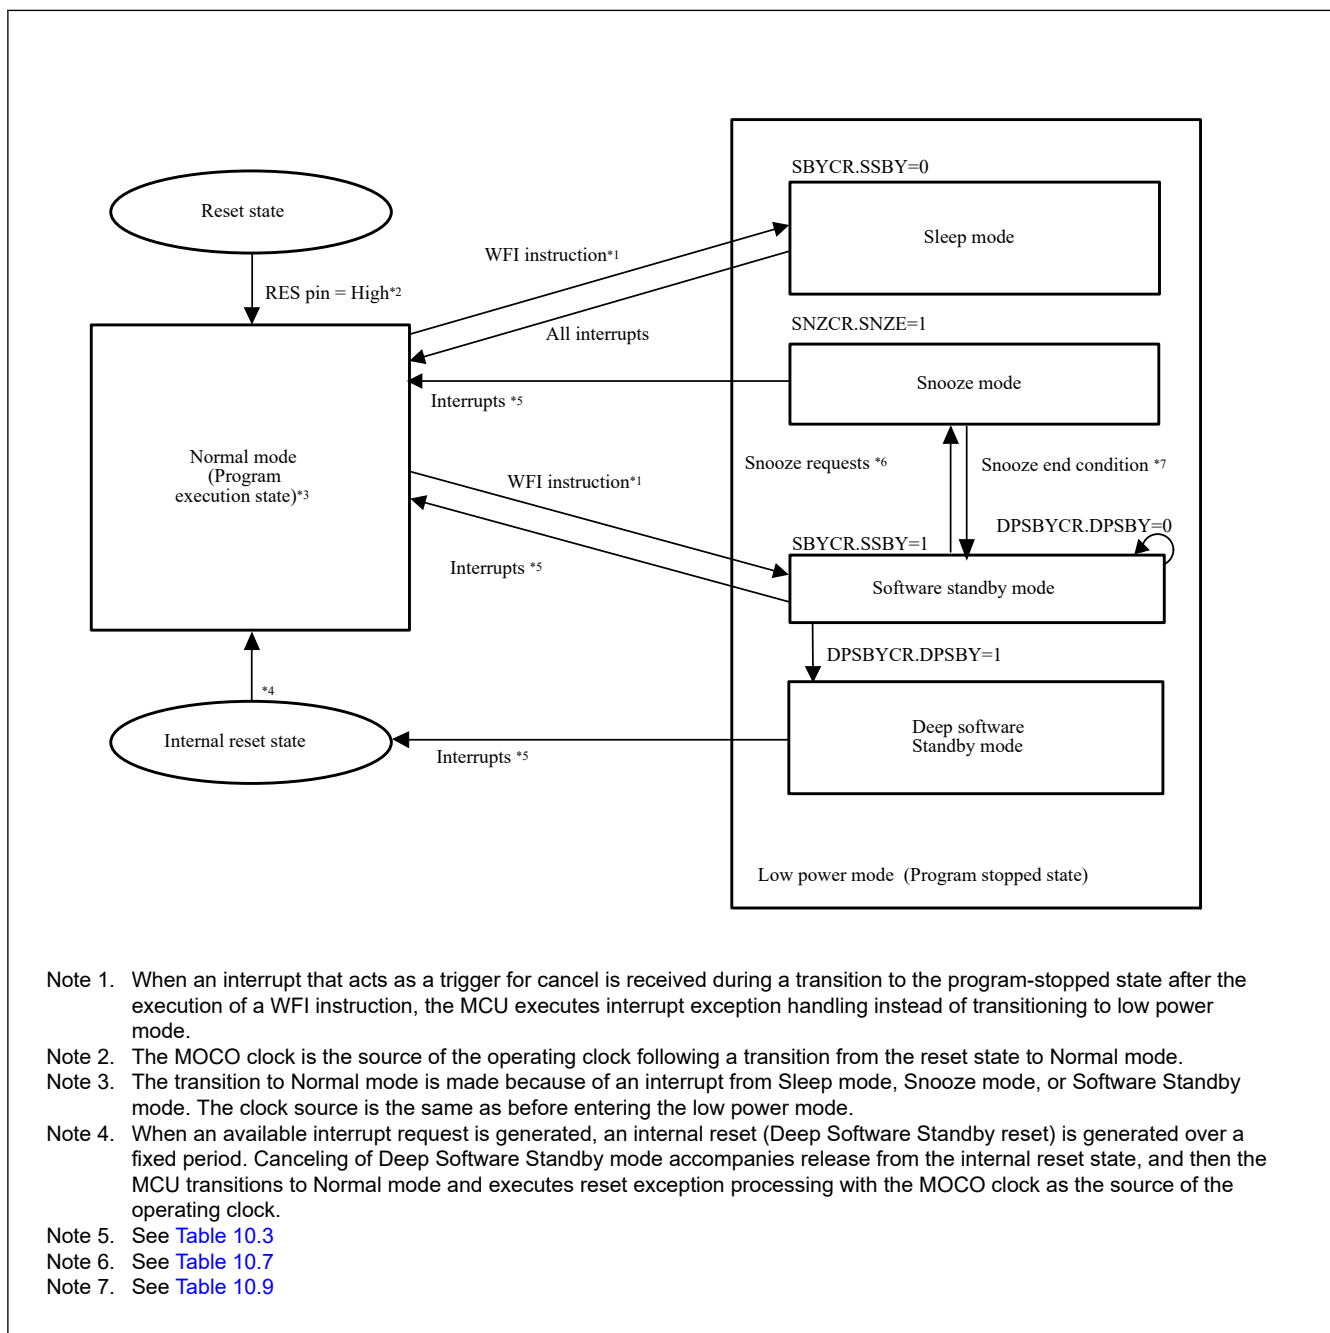 SBYCR.SSBY=0
Reset state
Sleep mode
WFI instruction*1
RES pin = High*2
All interrupts
SNZCR.SNZE=1
Snooze mode
Interrupts *5
Normal mode
(Program
execution state)*3
Snooze requests *6
Snooze end condition *7
WFI instruction*1
DPSBYCR.DPSBY=0
SBYCR.SSBY=1
Interrupts *5
Software standby mode
DPSBYCR.DPSBY=1
*4
Internal reset state
Deep software
Standby mode
Interrupts *5
Low power mode (Program stopped state)
Note 1. When an interrupt that acts as a trigger for cancel is received during a transition to the program-stopped state after the
execution of a WFI instruction, the MCU executes interrupt exception handling instead of transitioning to low power
mode.
Note 2. The MOCO clock is the source of the operating clock following a transition from the reset state to Normal mode.
Note 3. The transition to Normal mode is made because of an interrupt from Sleep mode, Snooze mode, or Software Standby
mode. The clock source is the same as before entering the low power mode.
Note 4. When an available interrupt request is generated, an internal reset (Deep Software Standby reset) is generated over a
fixed period. Canceling of Deep Software Standby mode accompanies release from the internal reset state, and then the
MCU transitions to Normal mode and executes reset exception processing with the MOCO clock as the source of the
operating clock.
Note 5. See Table 10.3
Note 6. See Table 10.7
Note 7. See Table 10.9